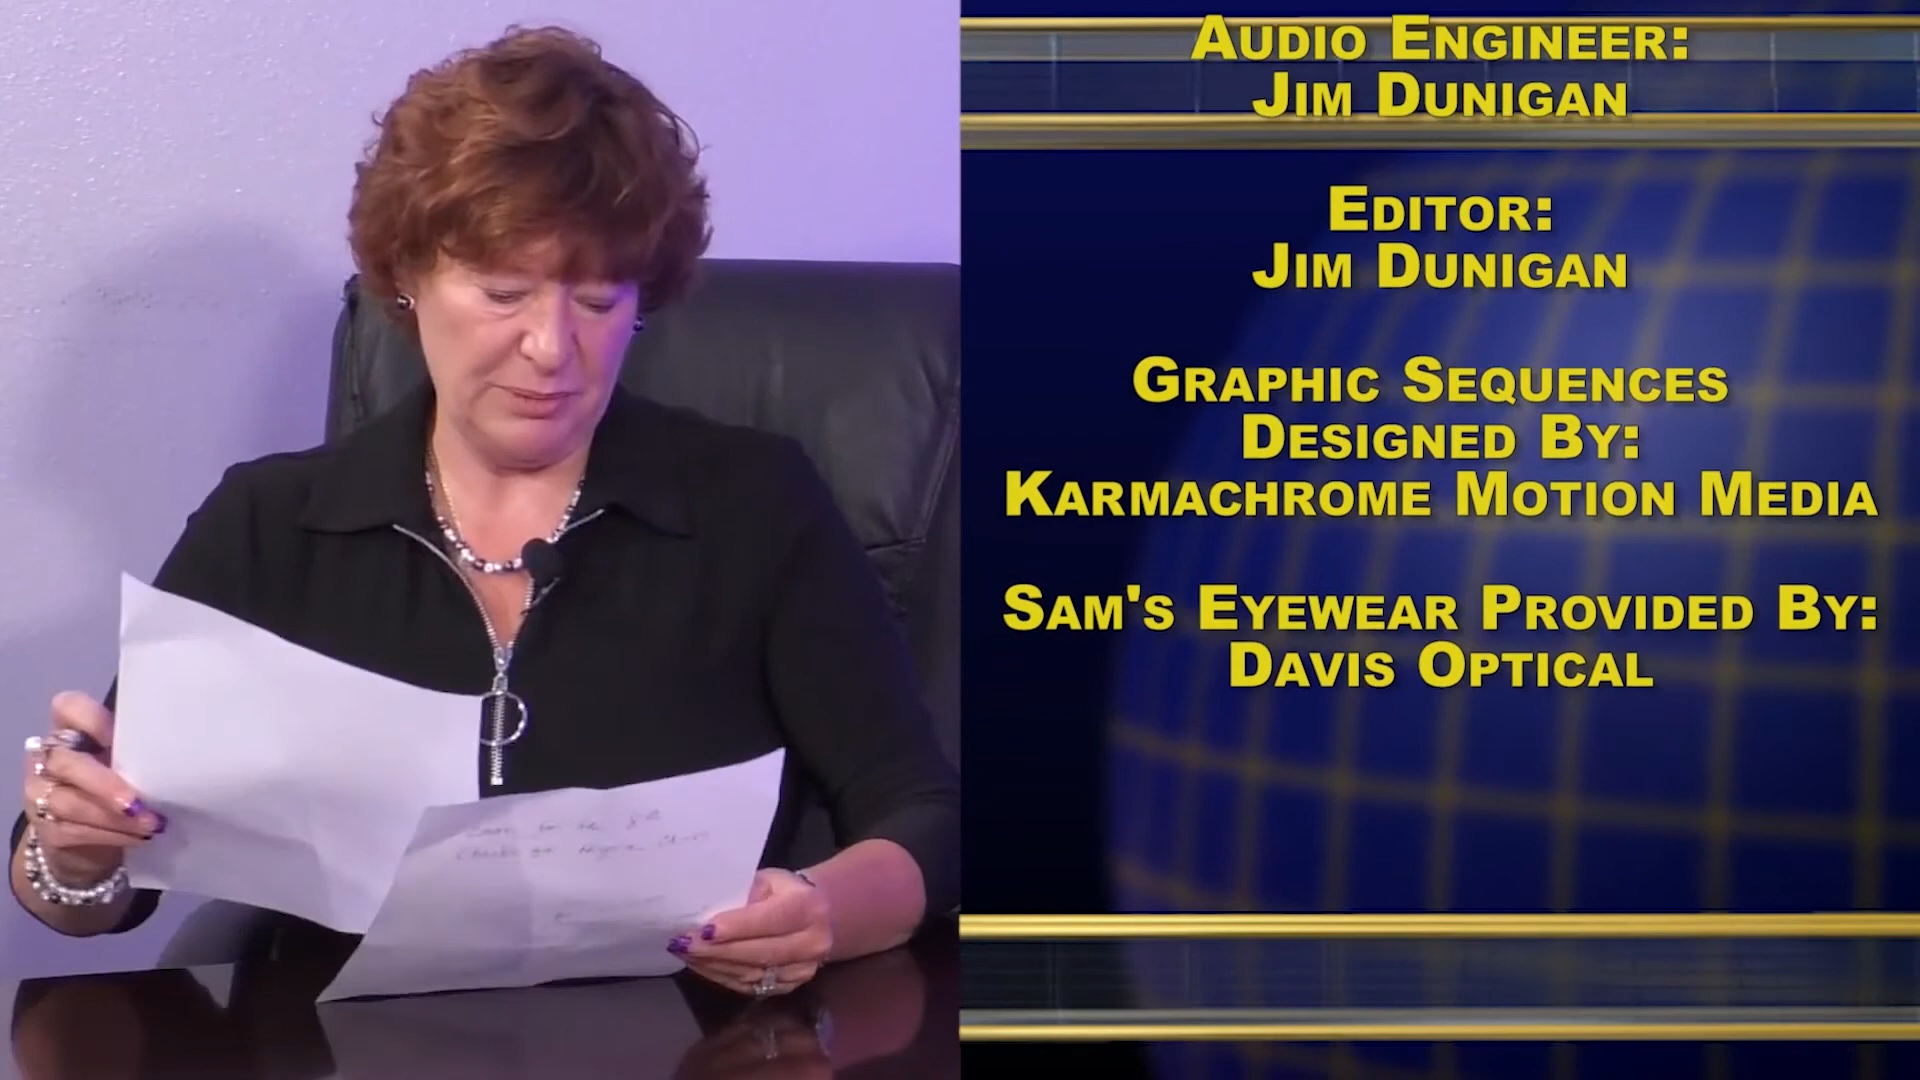 AUDIO ENGINEER:
JIM DUNIGAN
EDITOR:
JIM DUNIGAN
GRAPHIC SEQUENCES
DESIGNED BY:
KARMACHROME MOTION MEDIA
SAM'S EYEWEAR PROVIDED BY:
DAVIS OPTICAL